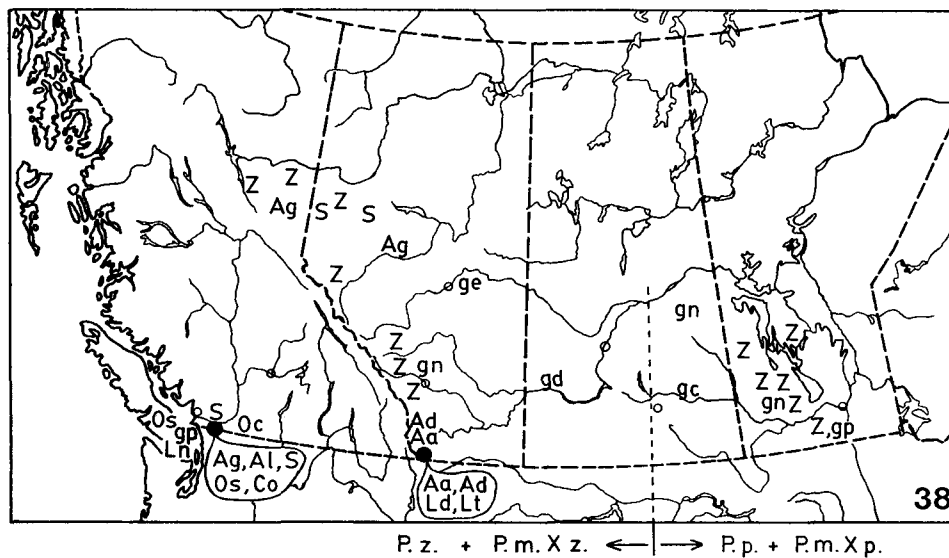 Z
Z
Ag
S
Z
S
Ag
Z
ge
gn
Z
Z
Z
gn
Z
gd
gc
Z
Z Z
gn Z
Z,gp
Ad
Aa
S
Oc
Os
gp
Ln
Ag, Al, S
Os, Co
Aa, Ad
Ld, Lt
38
P. z. + P. m. X z. ← → P. p. + P. m. X p.